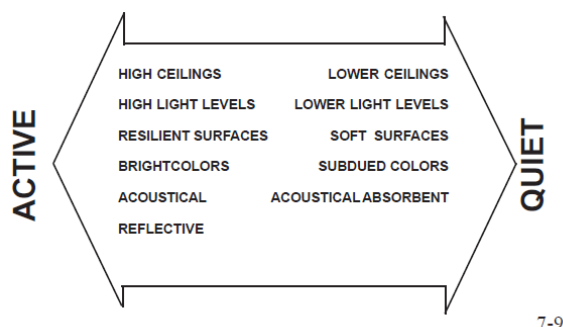 ACTIVE
HIGH CEILINGS LOWER CEILINGS
HIGH LIGHT LEVELS LOWER LIGHT LEVELS
RESILIENT SURFACES SOFT SURFACES
BRIGHTCOLORS SUBDUED COLORS
ACOUSTICAL ACOUSTICAL ABSORBENT
REFLECTIVE
QUIET
7-9